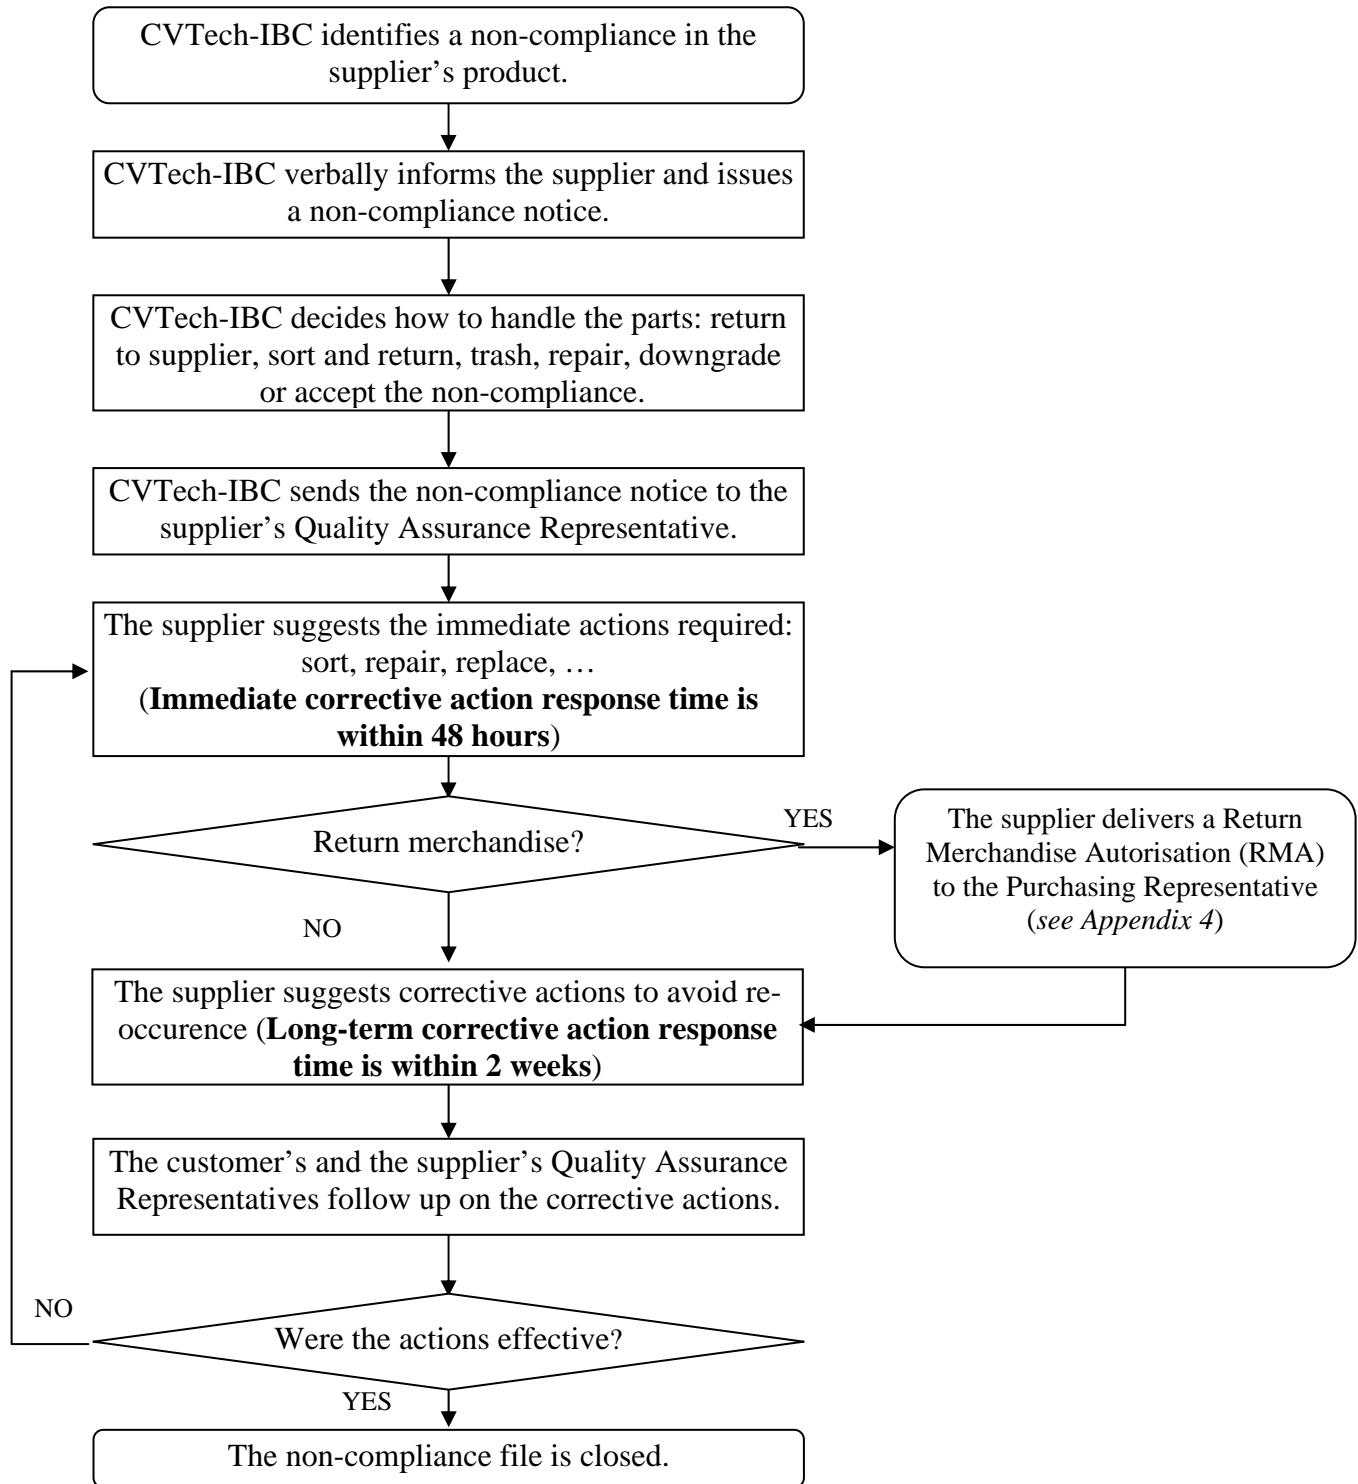 CVTech-IBC identifies a non-compliance in the
supplier’s product.
CVTech-IBC verbally informs the supplier and issues
a non-compliance notice.
CVTech-IBC decides how to handle the parts: return
to supplier, sort and return, trash, repair, downgrade
or accept the non-compliance.
CVTech-IBC sends the non-compliance notice to the
supplier’s Quality Assurance Representative.
The supplier suggests the immediate actions required:
sort, repair, replace, …
(Immediate corrective action response time is
within 48 hours)
Return merchandise?
YES
The supplier delivers a Return
Merchandise Autorisation (RMA)
to the Purchasing Representative
(see Appendix 4)
NO
The supplier suggests corrective actions to avoid re-
occurence (Long-term corrective action response
time is within 2 weeks)
The customer’s and the supplier’s Quality Assurance
Representatives follow up on the corrective actions.
NO
Were the actions effective?
YES
The non-compliance file is closed.